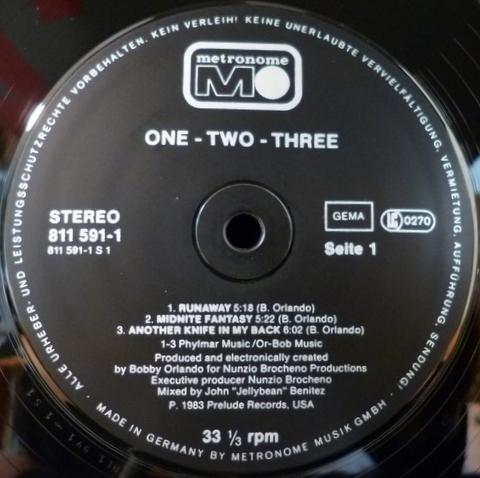 ALLE URHEBER- UND LEISTUNGSSCHUTZRECHTE VORBEHALTEN. KEIN VERLEIH! KEINE UNERLAUBTE VERVIELFÄLTIGUNG, VERMIETUNG, AUFFÜHRUNG, SENDUNG!
metronome
M
ONE - TWO - THREE
STEREO
811 591-1
811 591-1 S 1
GEMA
LC 0270
Seite 1
1. RUNAWAY 5:18 (B. Orlando)
2. MIDNITE FANTASY 5:22 (B. Orlando)
3. ANOTHER KNIFE IN MY BACK 6:02 (B. Orlando)
1-3 Phylmar Music/Or-Bob Music
Produced and electronically created
by Bobby Orlando for Nunzio Brocheno Productions
Executive producer Nunzio Brocheno
Mixed by John "Jellybean" Benitez
P. 1983 Prelude Records, USA
33 ⅓ rpm
· MADE IN GERMANY BY METRONOME MUSIK GMBH ·